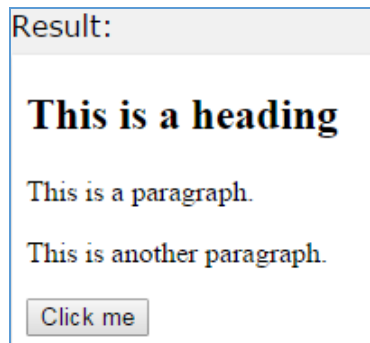 Result:
This is a heading
This is a paragraph.
This is another paragraph.
Click me